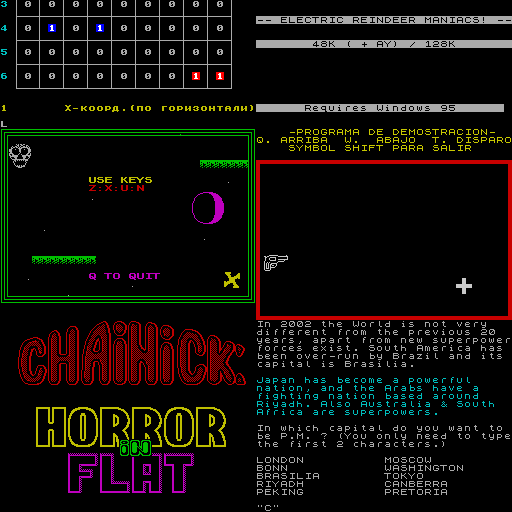 3 0 0 0 0 0 0 0 0 0
4 0 1 0 1 0 0 0 0 0
5 0 0 0 0 0 0 0 0 0
6 0 0 0 0 0 0 0 1 1
1 X-коорд.(по горизонтали)
L
-- ELECTRIC REINDEER MANIACS! --
48K ( + AY) / 128K
Requires Windows 95
USE KEYS
Z:X:U:N
Q TO QUIT
-PROGRAMA DE DEMOSTRACION-
Q. ARRIBA W. ABAJO T. DISPARO
SYMBOL SHIFT PARA SALIR
HORROR
FLAT
In 2002 the World is not very
different from the previous 20
years, apart from new superpower
forces exist. South America has
been over-run by Brazil and its
capital is Brasilia.
Japan has become a powerful
nation, and the Arabs have a
fighting nation based around
Riyadh. Also Australia & South
Africa are superpowers.
In which capital do you want to
be P.M. ? (You only need to type
the first 2 characters.)
LONDON MOSCOW
BONN WASHINGTON
BRASILIA TOKYO
RIYADH CANBERRA
PEKING PRETORIA
"C"